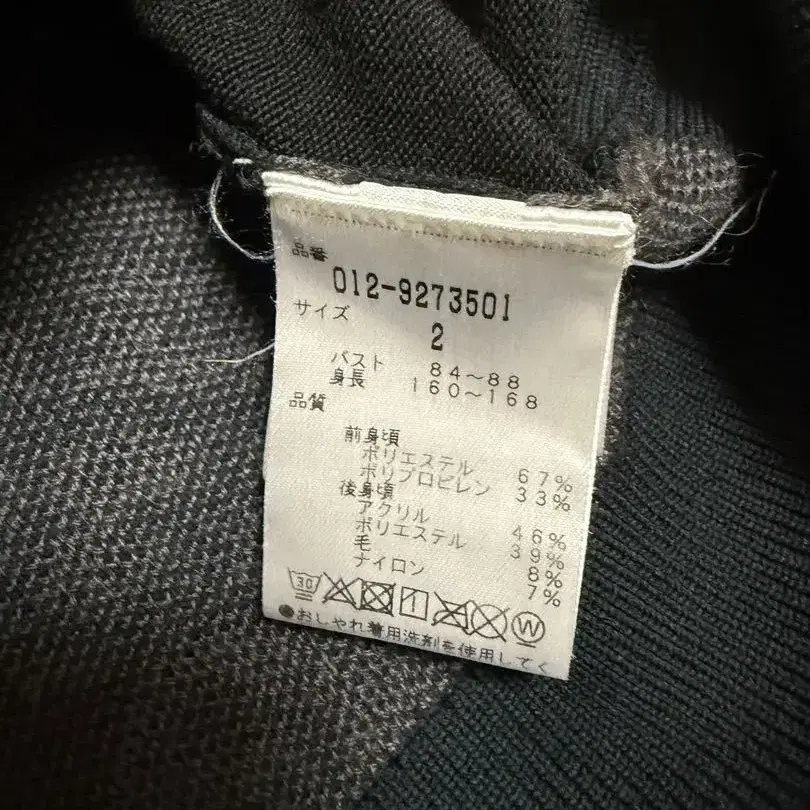 品番
012-9273501
サイズ
2
バスト 84～88
身長 160～168
品質
前身頃
ポリエステル 67%
ポリプロピレン 33%
後身頃
アクリル 46%
ポリエステル 39%
毛 8%
ナイロン 7%
W
●おしゃれ着用洗剤を使用してく